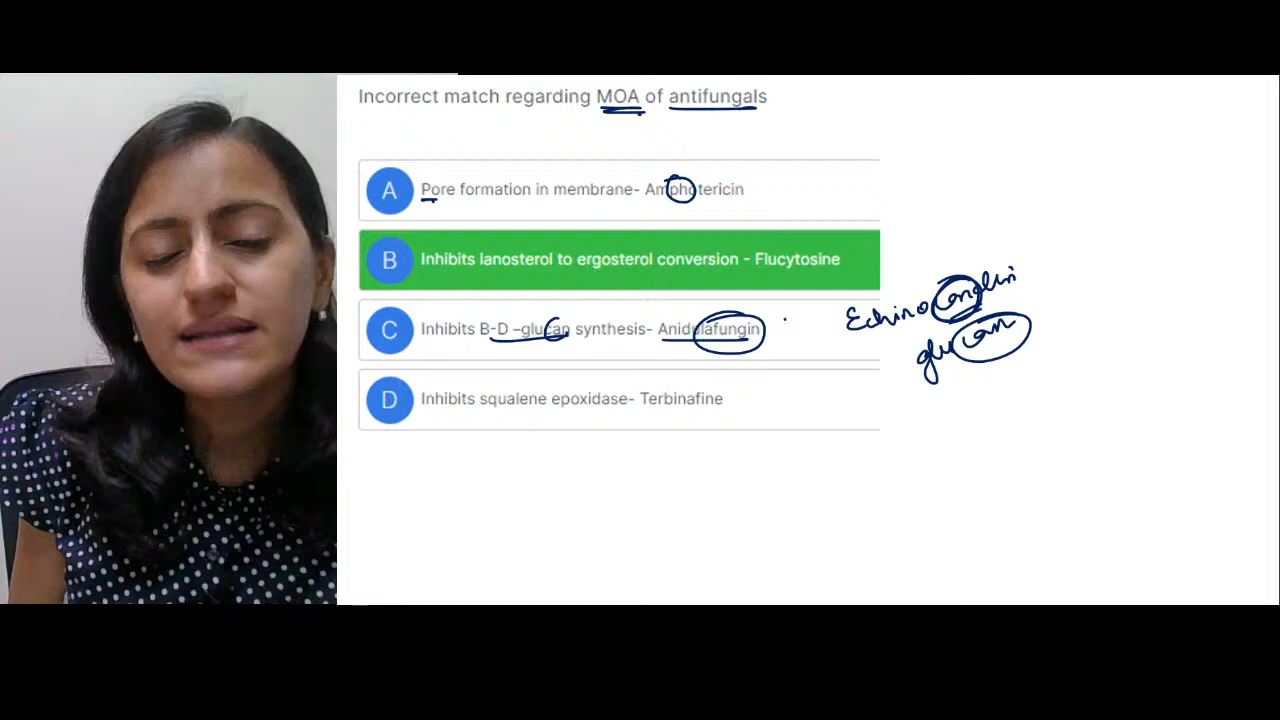 Incorrect match regarding MOA of antifungals
A Pore formation in membrane- Amphotericin
B Inhibits lanosterol to ergosterol conversion - Flucytosine
C Inhibits B-D –glucan synthesis- Anidulafungin
Echinocandin
glucan
D Inhibits squalene epoxidase- Terbinafine